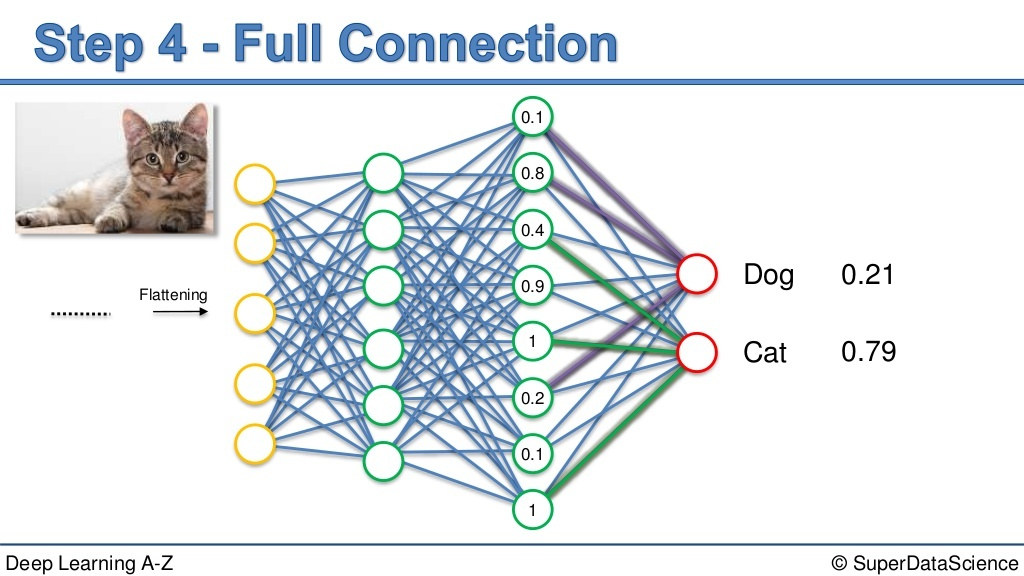 Step 4 - Full Connection
0.1
0.8
0.4
0.9
1
0.2
0.1
1
Dog 0.21
Cat 0.79
Flattening
Deep Learning A-Z
© SuperDataScience